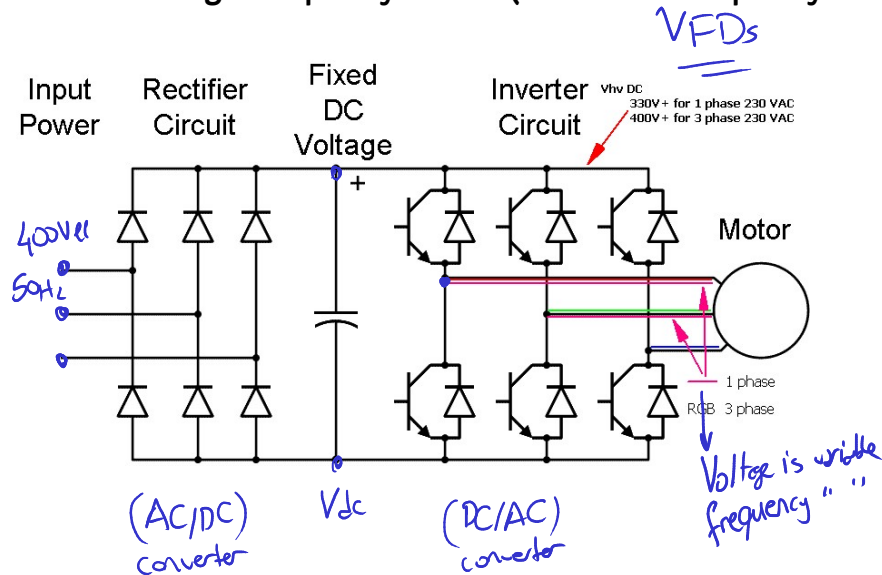 VFDs
Input
Power
Rectifier
Circuit
Fixed
DC
Voltage
+
Inverter
Circuit
Vhv DC
330V+ for 1 phase 230 VAC
400V+ for 3 phase 230 VAC
Motor
400Vll
50Hz
1 phase
RGB 3 phase
(AC/DC)
converter
Vdc
(DC/AC)
converter
Voltage is
frequency " "